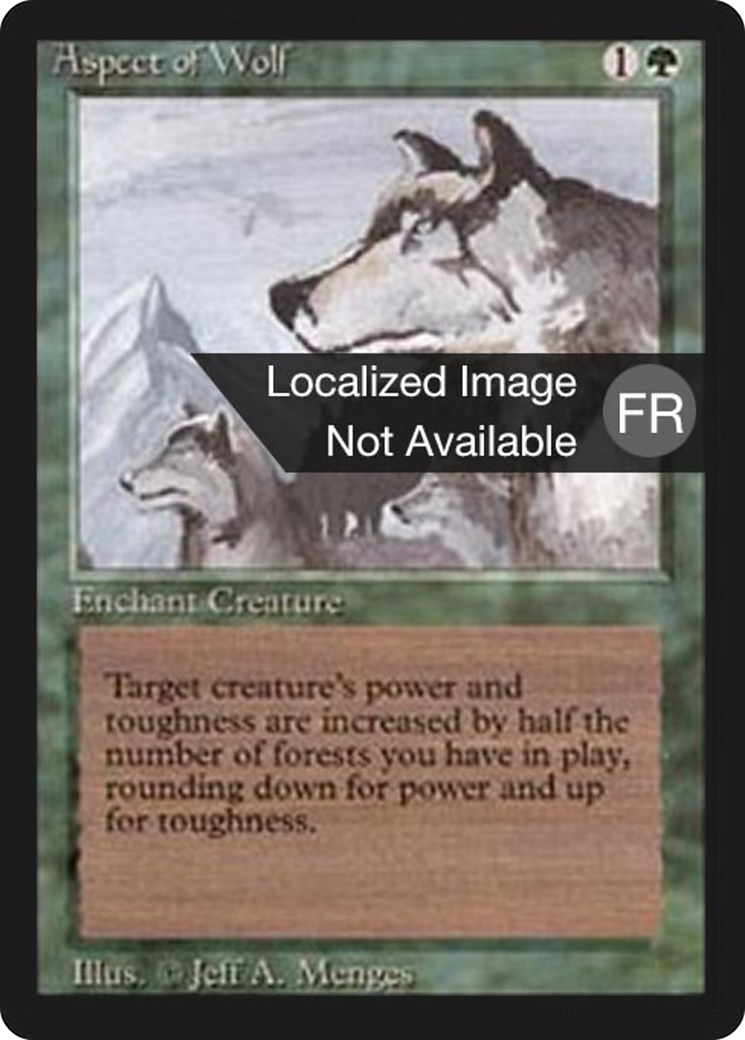 Aspect of Wolf
1
Localized Image
Not Available
FR
Enchant Creature
Target creature's power and
toughness are increased by half the
number of forests you have in play,
rounding down for power and up
for toughness.
Illus. © Jeff A. Menges